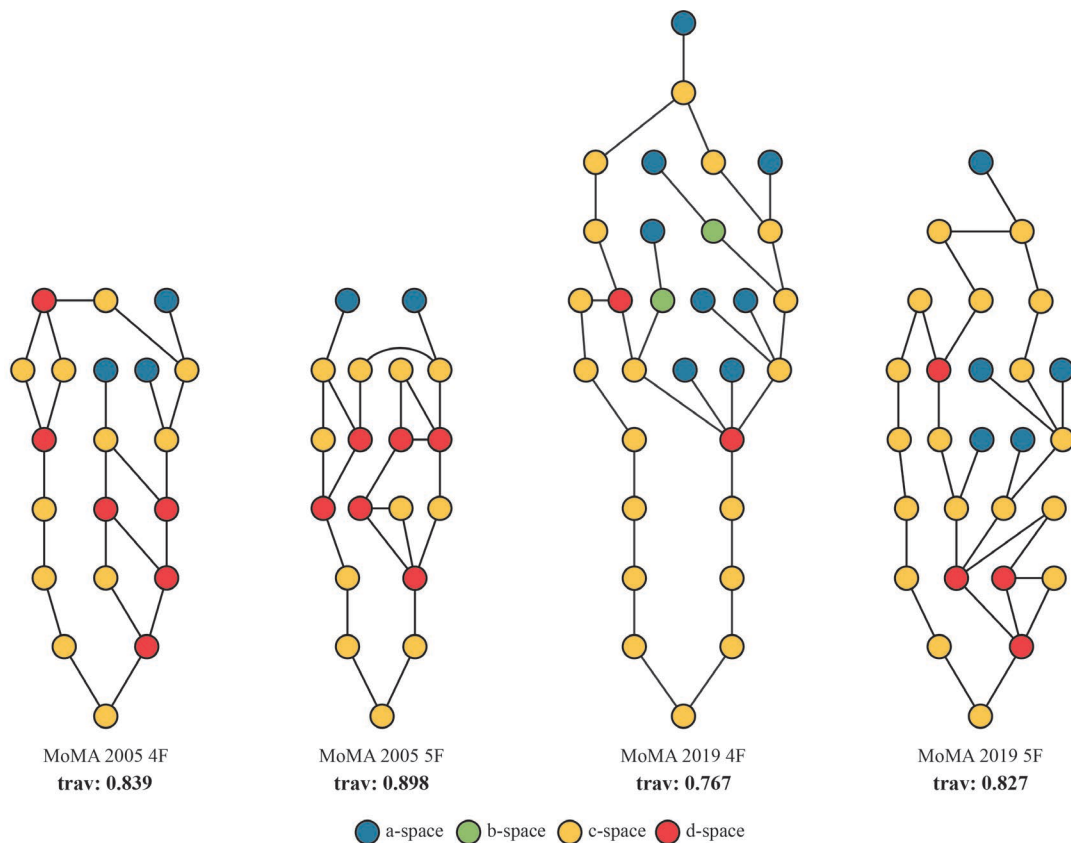 MoMA 2005 4F
trav: 0.839
MoMA 2005 5F
trav: 0.898
MoMA 2019 4F
trav: 0.767
MoMA 2019 5F
trav: 0.827
a-space
b-space
c-space
d-space